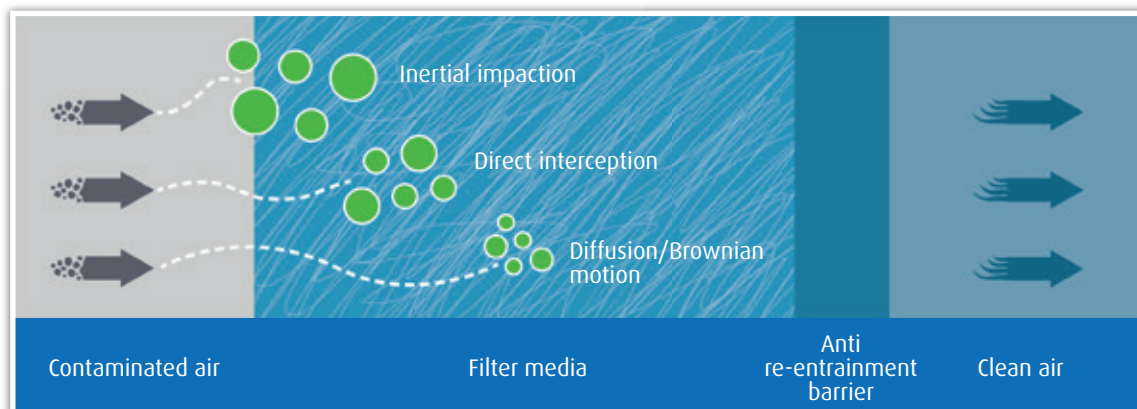 Inertial impaction
Direct interception
Diffusion/Brownian
motion
Contaminated air
Filter media
Anti
re-entrainment
barrier
Clean air